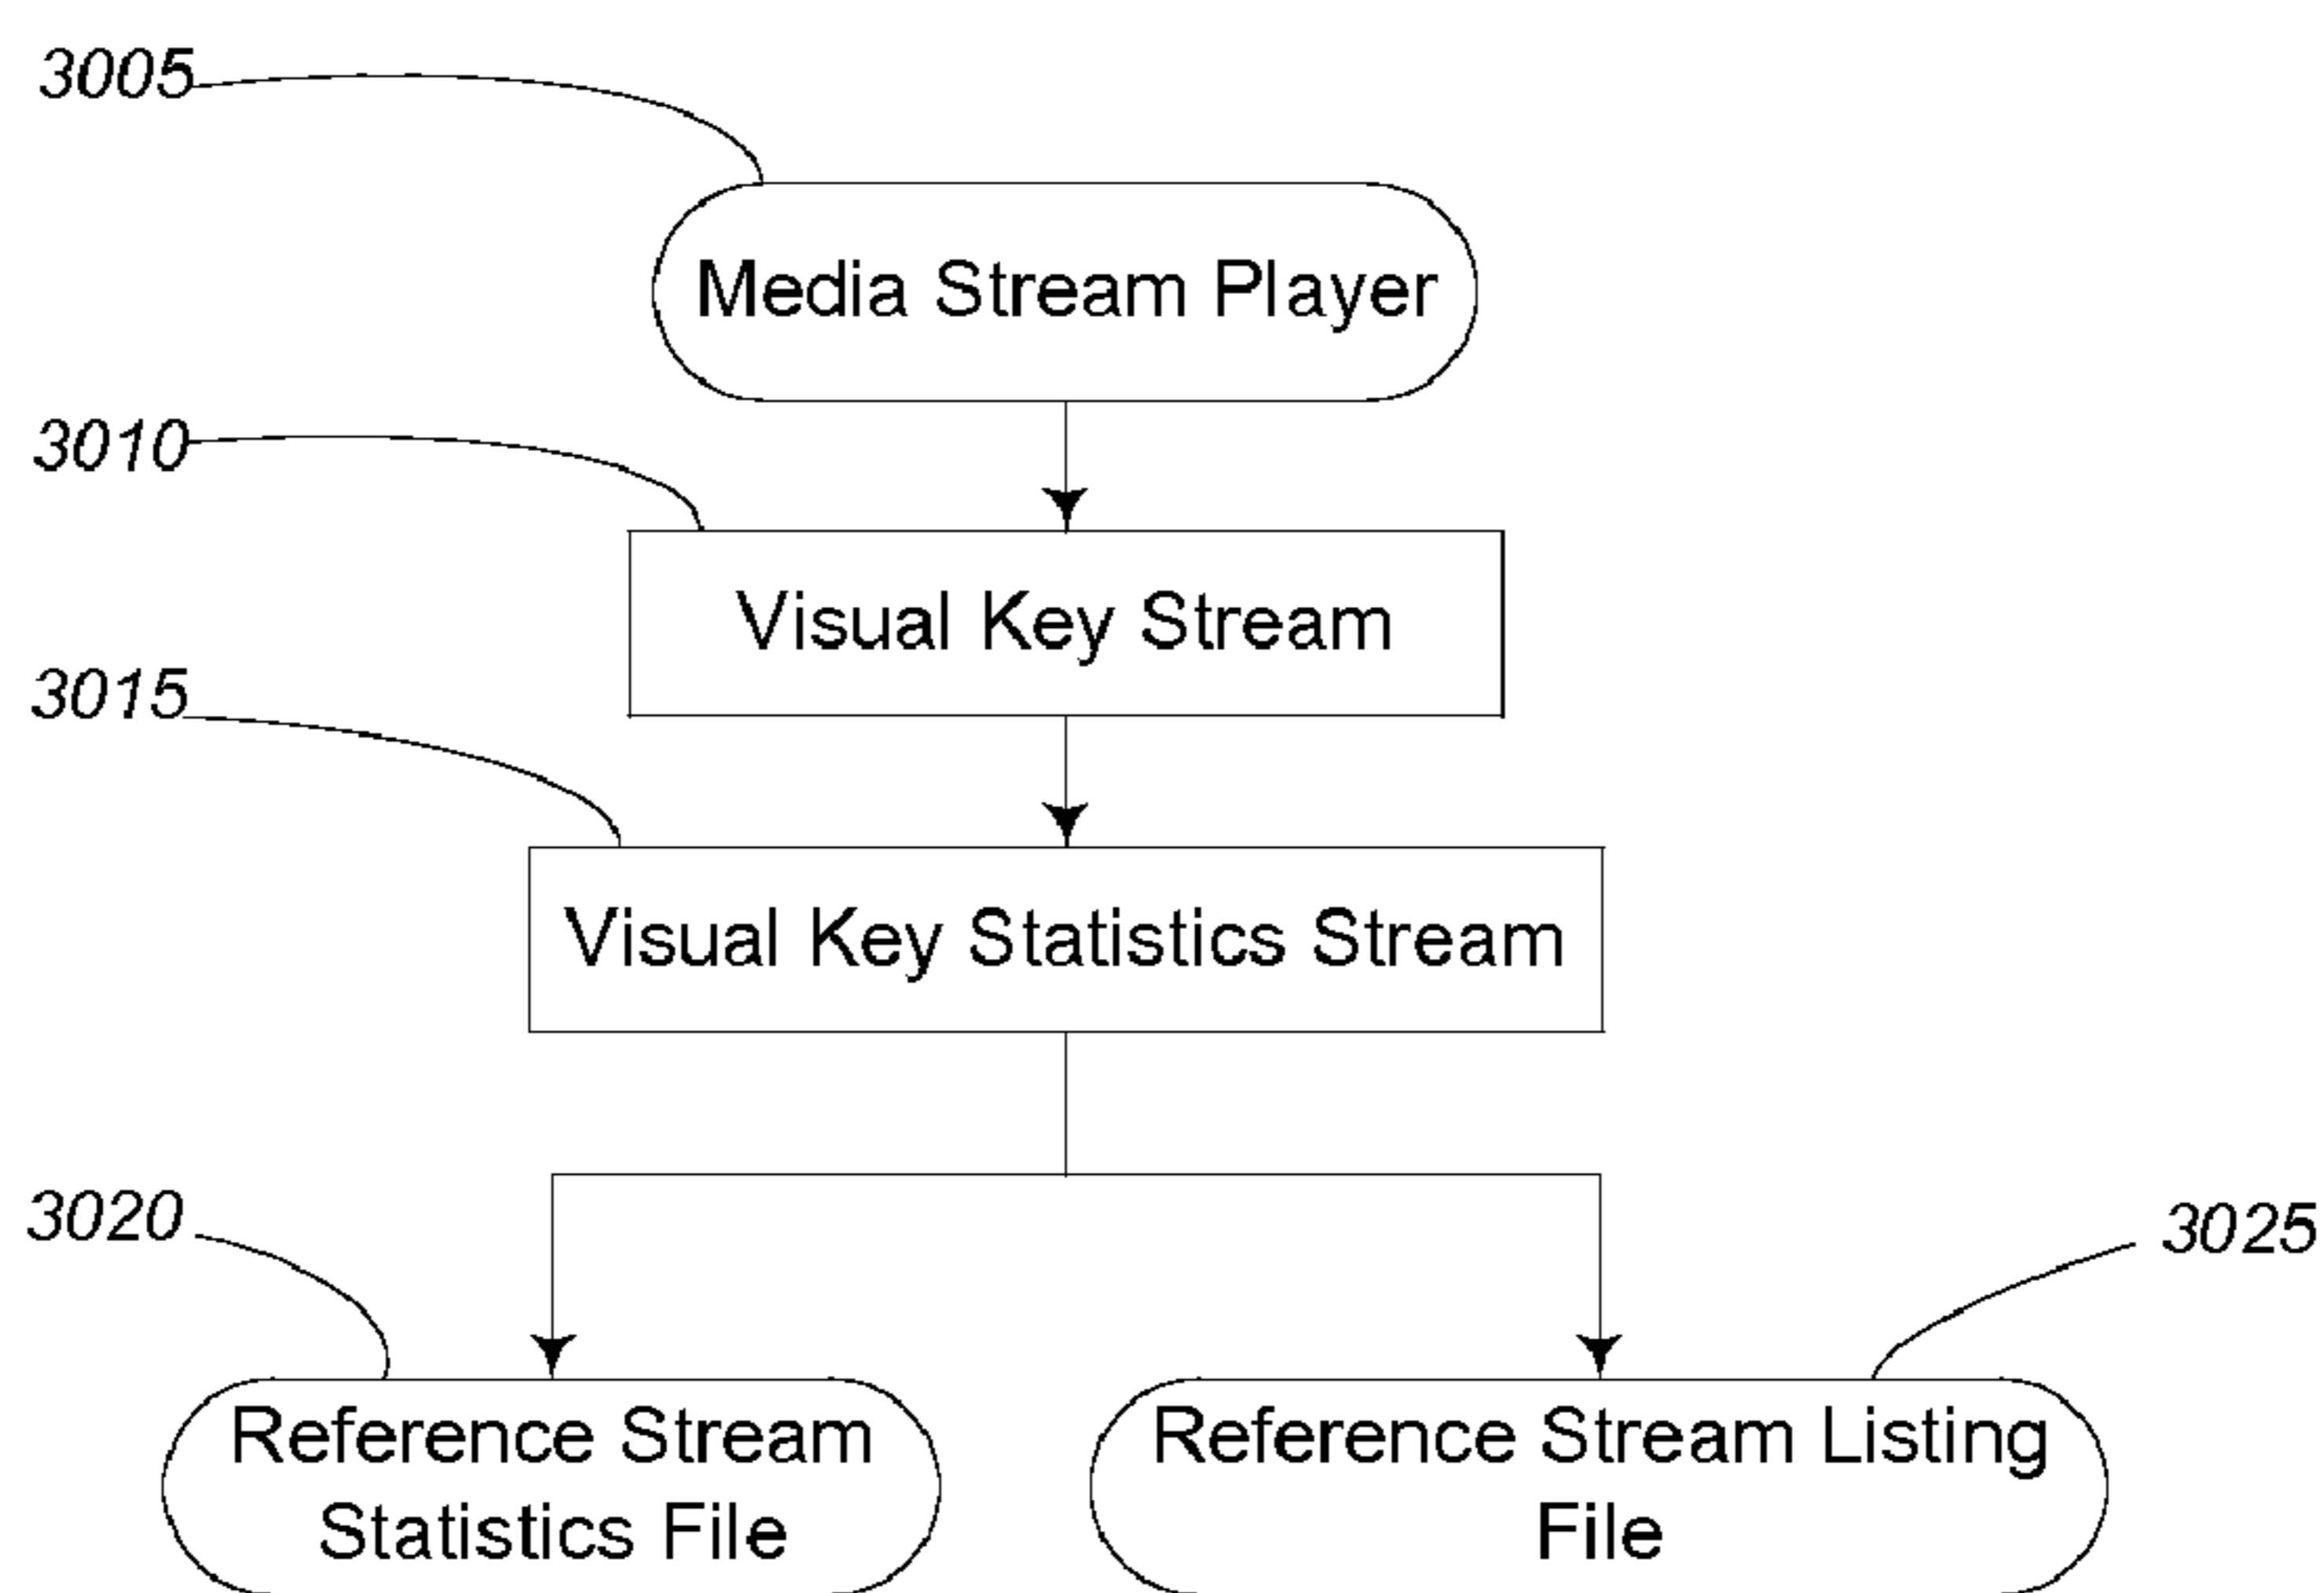 3005
Media Stream Player
3010
Visual Key Stream
3015
Visual Key Statistics Stream
3020
3025
Reference Stream
Statistics File
Reference Stream Listing
File